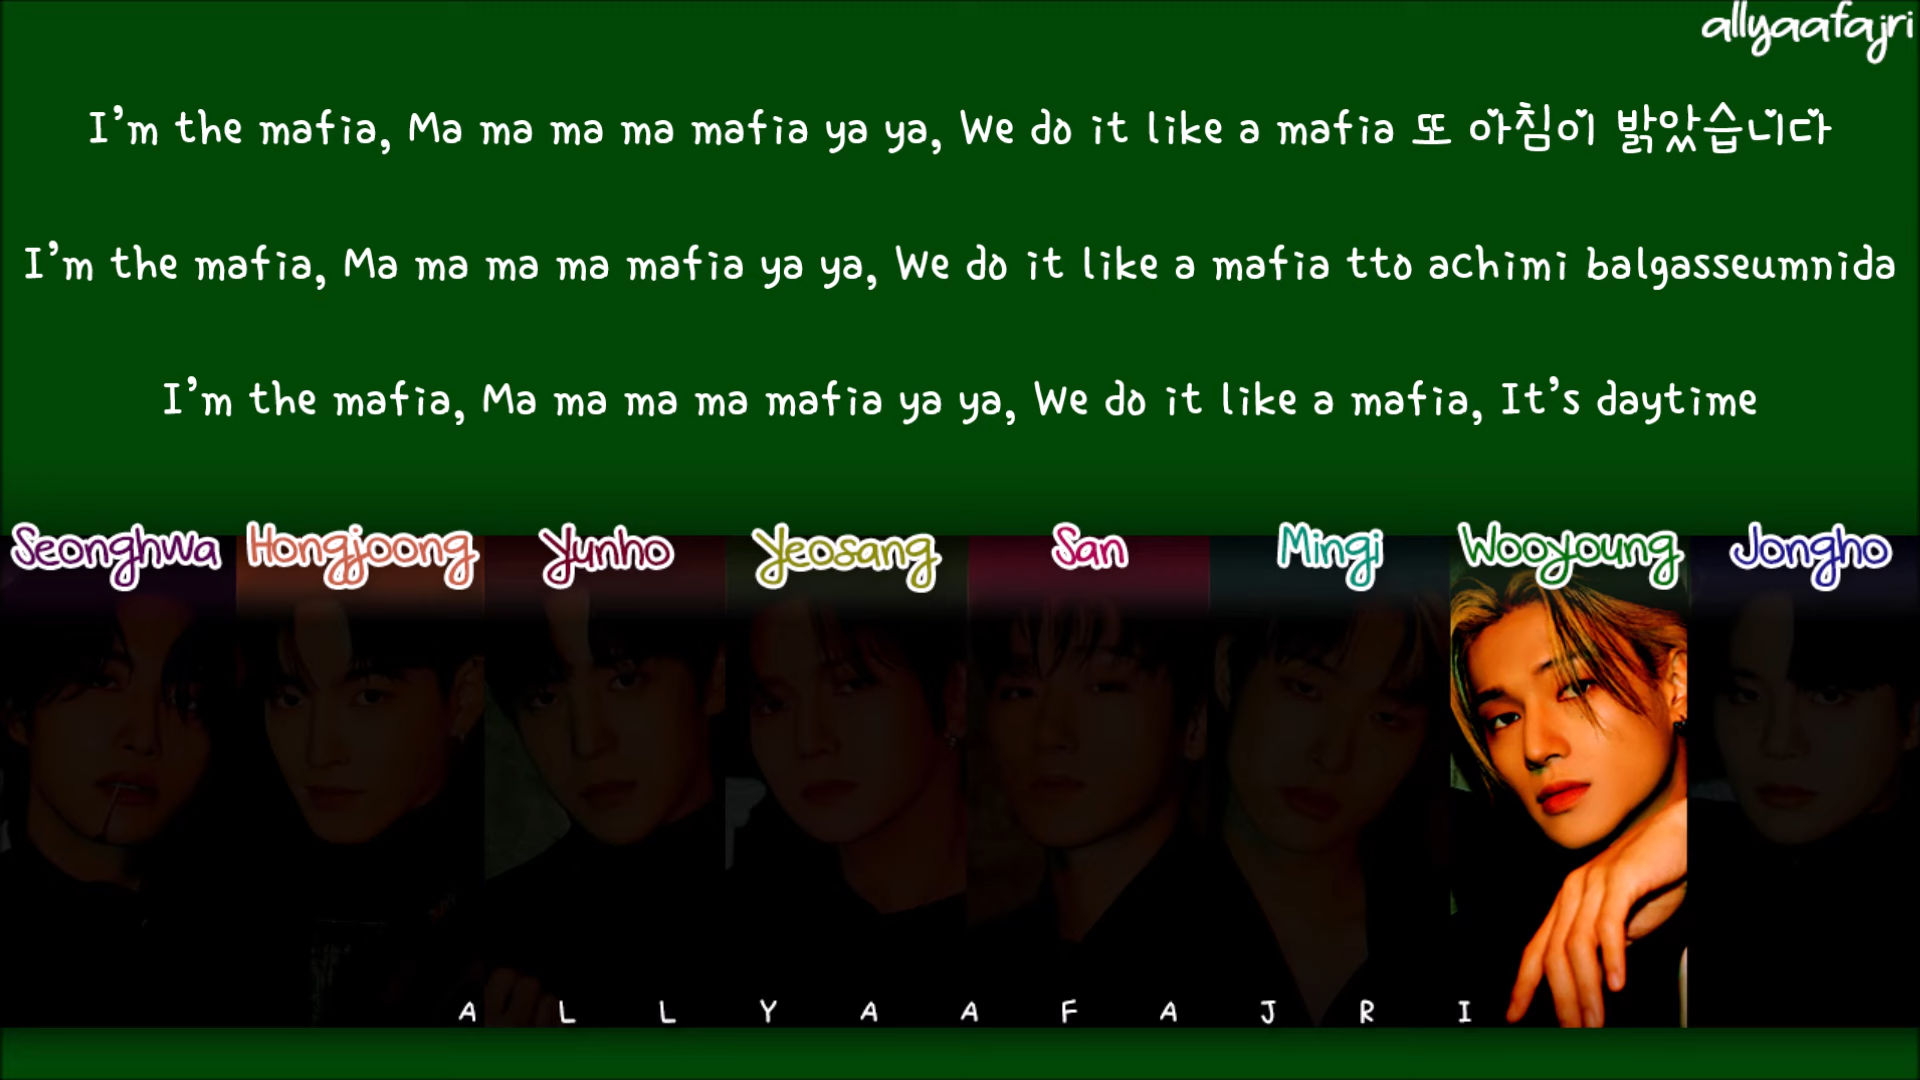 allyaafajri
I'm the mafia, Ma ma ma ma mafia ya ya, We do it like a mafia 또 아침이 밝았습니다
I'm the mafia, Ma ma ma ma mafia ya ya, We do it like a mafia tto achimi balgasseumnida
I'm the mafia, Ma ma ma ma mafia ya ya, We do it like a mafia, It's daytime
Seonghwa Hongjoong Yunho Yeosang San Mingi Wooyoung Jongho
A L L Y A A F A J R I